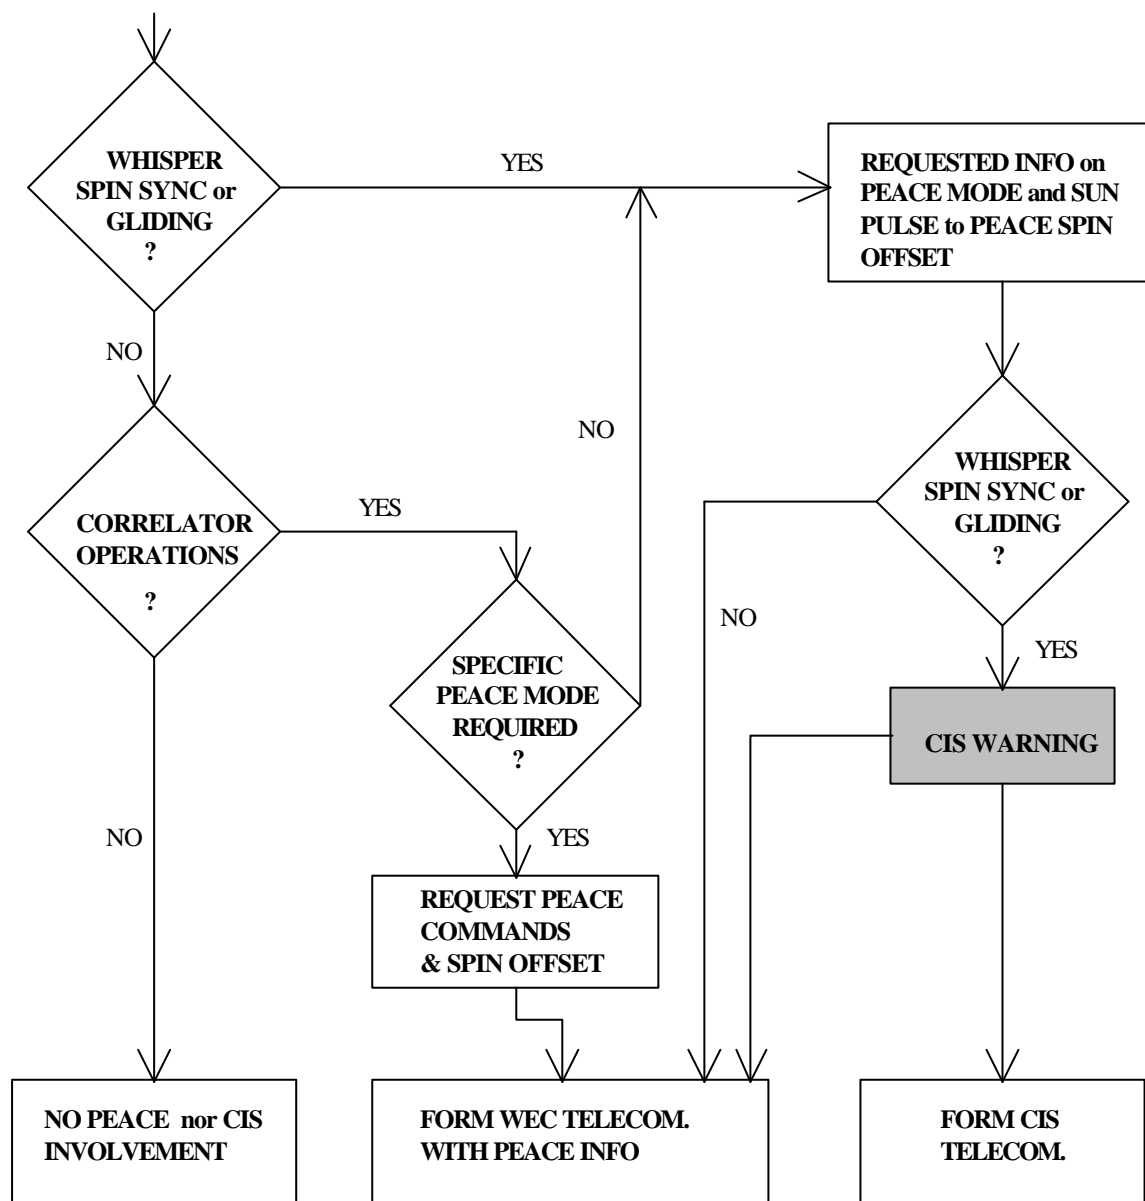 WHISPER
SPIN SYNC or
GLIDING
?
YES
REQUESTED INFO on
PEACE MODE and SUN
PULSE to PEACE SPIN
OFFSET
NO
CORRELATOR
OPERATIONS
?
YES
NO
WHISPER
SPIN SYNC or
GLIDING
?
NO
YES
SPECIFIC
PEACE MODE
REQUIRED
?
CIS WARNING
NO
YES
REQUEST PEACE
COMMANDS
& SPIN OFFSET
NO PEACE nor CIS
INVOLVEMENT
FORM WEC TELECOM.
WITH PEACE INFO
FORM CIS
TELECOM.